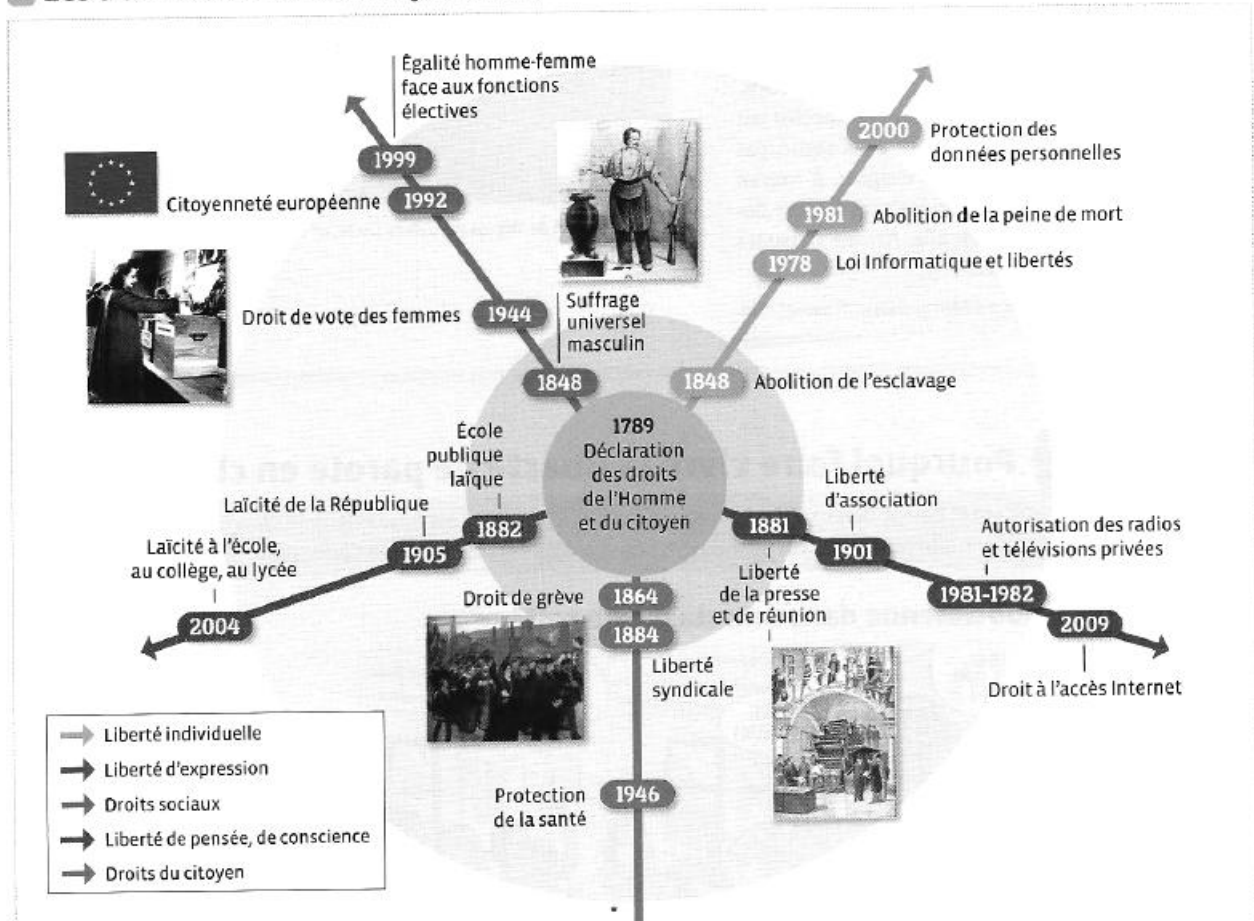 Égalité homme-femme
face aux fonctions
électives
1999
Citoyenneté européenne
1992
Droit de vote des femmes
1944
Suffrage
universel
masculin
1848
2000
Protection des
données personnelles
1981
Abolition de la peine de mort
1978
Loi Informatique et libertés
1848
Abolition de l'esclavage
1789
Déclaration
des droits
de l'Homme
et du citoyen
École
publique
laïque
1882
Laïcité de la République
1905
Laïcité à l'école,
au collège, au lycée
2004
1881
Liberté
de la presse
et de réunion
Liberté
d'association
1901
Autorisation des radios
et télévisions privées
1981-1982
2009
Droit à l'accès Internet
Droit de grève
1864
1884
Liberté
syndicale
Protection
de la santé
1946
Liberté individuelle
Liberté d'expression
Droits sociaux
Liberté de pensée, de conscience
Droits du citoyen